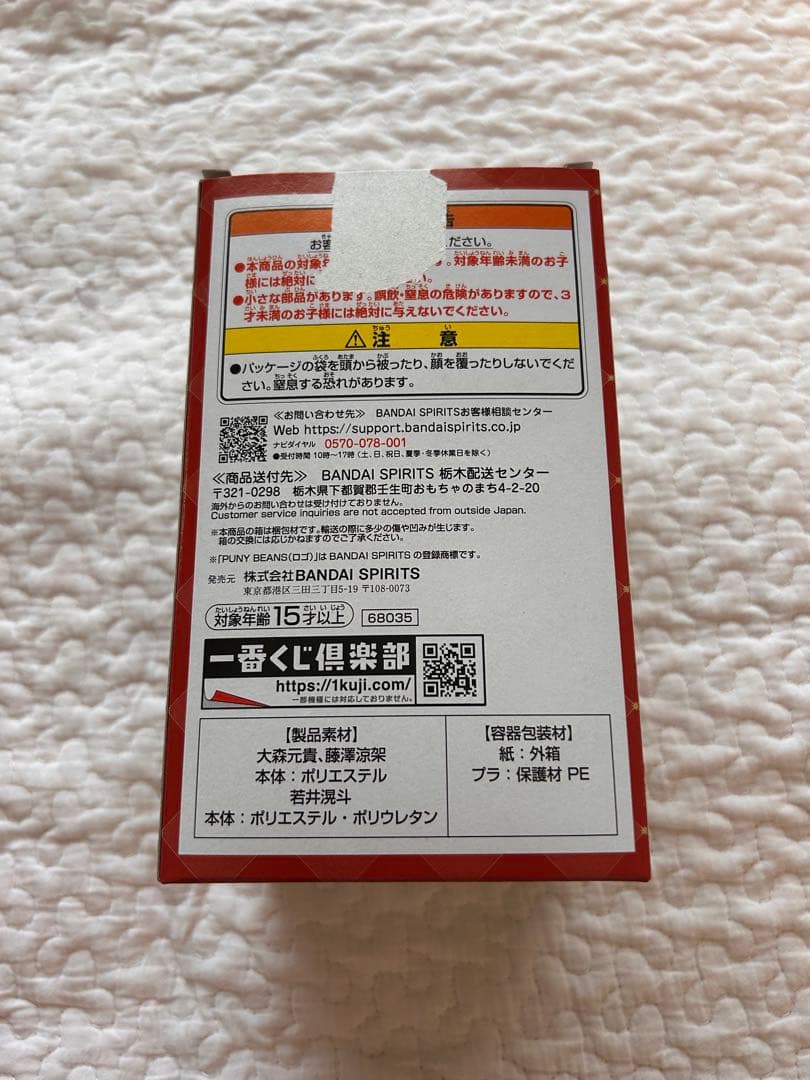 告
お客 ください。
●本商品の対象年 。対象年齢未満のお子
様には絶対に い。
●小さな部品があります。誤飲・窒息の危険がありますので、3
才未満のお子様には絶対に与えないでください。
⚠注意
●パッケージの袋を頭から被ったり、顔を覆ったりしないでくだ
さい。窒息する恐れがあります。
≪お問い合わせ先≫ BANDAI SPIRITSお客様相談センター
Web https://support.bandaispirits.co.jp
ナビダイヤル 0570-078-001
●受付時間 10時〜17時 (土、日、祝日、夏季・冬季休業日を除く)
≪商品送付先≫ BANDAI SPIRITS 栃木配送センター
〒321-0298 栃木県下都賀郡壬生町おもちゃのまち4-2-20
海外からのお問い合わせは受け付けておりません。
Customer service inquiries are not accepted from outside Japan.
※本商品の箱は梱包材です。輸送の際に多少の傷や凹みが生じます。
箱の交換には応じかねますのでご了承ください。
※「PUNY BEANS(ロゴ)」は BANDAI SPIRITS の登録商標です。
発売元 株式会社BANDAI SPIRITS
東京都港区三田三丁目5-19 〒108-0073
対象年齢 15才以上 68035
一番くじ倶楽部
https://1kuji.com/
一部機種には対応しておりません。
【製品素材】
大森元貴、藤澤涼架
本体:ポリエステル
若井滉斗
本体:ポリエステル・ポリウレタン
【容器包装材】
紙:外箱
プラ:保護材 PE